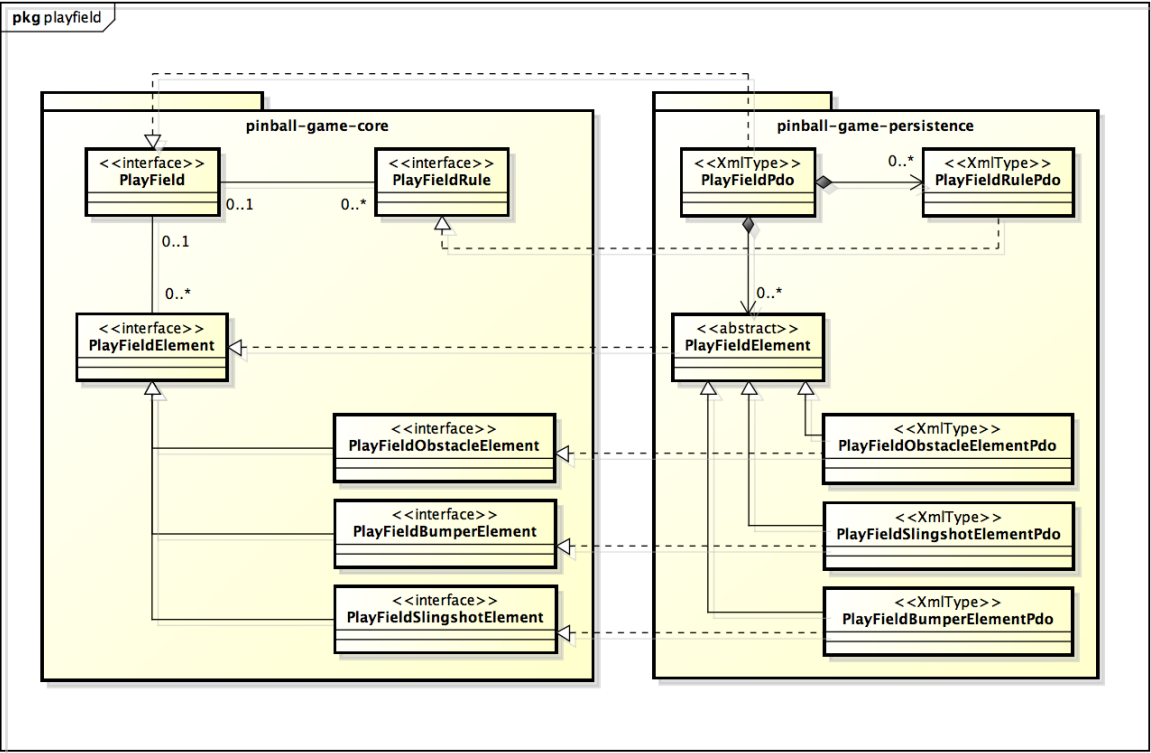 pkg playfield
pinball-game-core
<<interface>>
PlayField
<<interface>>
PlayFieldRule
0..1
0..*
0..1
0..*
<<interface>>
PlayFieldElement
<<interface>>
PlayFieldObstacleElement
<<interface>>
PlayFieldBumperElement
<<interface>>
PlayFieldSlingshotElement
pinball-game-persistence
<<XmlType>>
PlayFieldPdo
0..*
<<XmlType>>
PlayFieldRulePdo
0..*
<<abstract>>
PlayFieldElement
<<XmlType>>
PlayFieldObstacleElementPdo
<<XmlType>>
PlayFieldSlingshotElementPdo
<<XmlType>>
PlayFieldBumperElementPdo